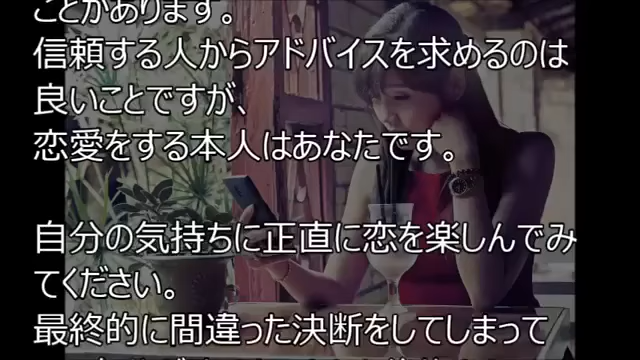 ことがあります。
信頼する人からアドバイスを求めるのは
良いことですが、
恋愛をする本人はあなたです。
自分の気持ちに正直に恋を楽しんでみ
てください。
最終的に間違った決断をしてしまって